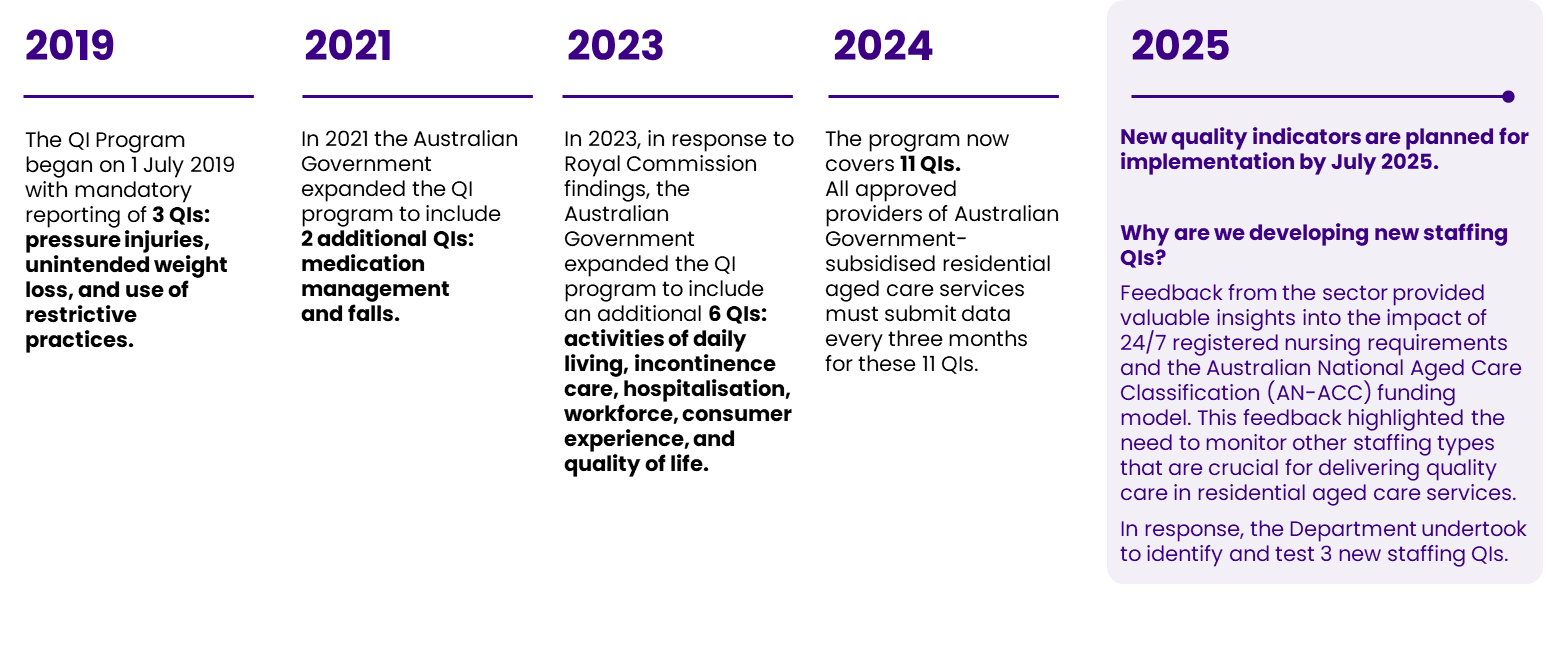 2019
The QI Program
began on 1 July 2019
with mandatory
reporting of 3 QIs:
pressure injuries,
unintended weight
loss, and use of
restrictive
practices.
2021
In 2021 the Australian
Government
expanded the QI
program to include
2 additional QIs:
medication
management
and falls.
2023
In 2023, in response to
Royal Commission
findings, the
Australian
Government
expanded the QI
program to include
an additional 6 QIs:
activities of daily
living, incontinence
care, hospitalisation,
workforce, consumer
experience, and
quality of life.
2024
The program now
covers 11 QIs.
All approved
providers of Australian
Government-
subsidised residential
aged care services
must submit data
every three months
for these 11 QIs.
2025
New quality indicators are planned for
implementation by July 2025.
Why are we developing new staffing
QIs?
Feedback from the sector provided
valuable insights into the impact of
24/7 registered nursing requirements
and the Australian National Aged Care
Classification (AN-ACC) funding
model. This feedback highlighted the
need to monitor other staffing types
that are crucial for delivering quality
care in residential aged care services.
In response, the Department undertook
to identify and test 3 new staffing QIs.